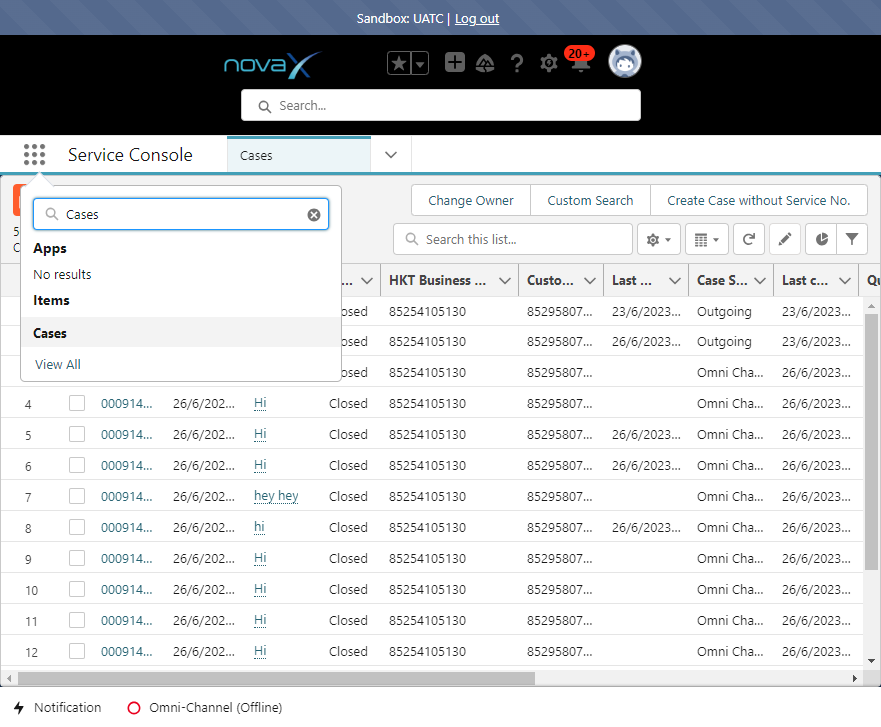 Sandbox: UATC | Log out
novaX
20+
Search...
Service Console
Cases
Cases
Apps
No results
Items
Cases
View All
Change Owner
Custom Search
Create Case without Service No.
5
C
Search this list...
... HKT Business ... Custo... Last ... Case S... Last c... Qu
osed 85254105130 85295807... 23/6/2023... Outgoing 23/6/2023...
osed 85254105130 85295807... 26/6/2023... Outgoing 23/6/2023...
osed 85254105130 85295807... Omni Cha... 26/6/2023...
4 000914... 26/6/202... Hi Closed 85254105130 85295807... Omni Cha... 26/6/2023...
5 000914... 26/6/202... Hi Closed 85254105130 85295807... 26/6/2023... Omni Cha... 26/6/2023...
6 000914... 26/6/202... Hi Closed 85254105130 85295807... 26/6/2023... Omni Cha... 26/6/2023...
7 000914... 26/6/202... hey hey Closed 85254105130 85295807... Omni Cha... 26/6/2023...
8 000914... 26/6/202... hi Closed 85254105130 85295807... 26/6/2023... Omni Cha... 26/6/2023...
9 000914... 26/6/202... Hi Closed 85254105130 85295807... Omni Cha... 26/6/2023...
10 000914... 26/6/202... Hi Closed 85254105130 85295807... Omni Cha... 26/6/2023...
11 000914... 26/6/202... Hi Closed 85254105130 85295807... Omni Cha... 26/6/2023...
12 000914... 26/6/202... Hi Closed 85254105130 85295807... Omni Cha... 26/6/2023...
Notification
Omni-Channel (Offline)